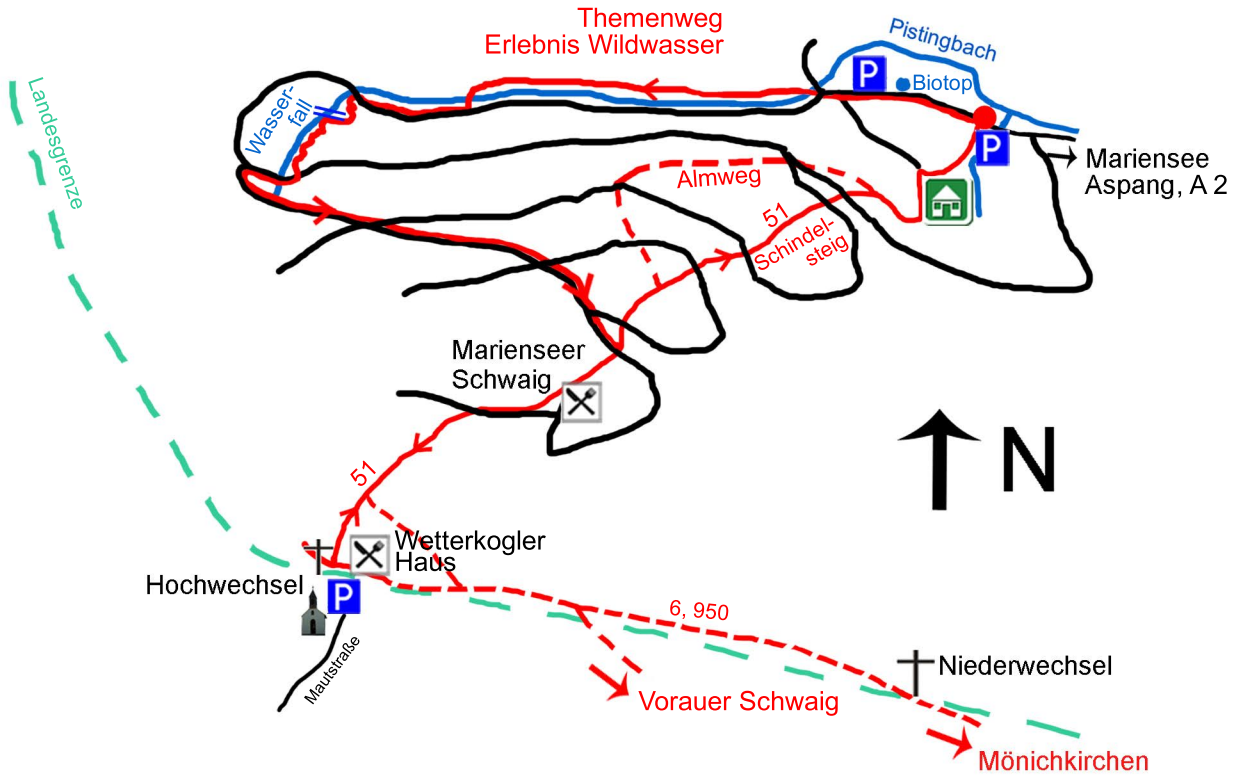 Themenweg
Erlebnis Wildwasser
Pistingbach
P
Biotop
Landesgrenze
Wasser-
fall
P
Mariensee
Aspang, A 2
Almweg
51
Schindel-
steig
Marienseer
Schwaig
N
51
Wetterkogler
Haus
Hochwechsel
P
Mautstraße
6, 950
Niederwechsel
Vorauer Schwaig
Mönichkirchen